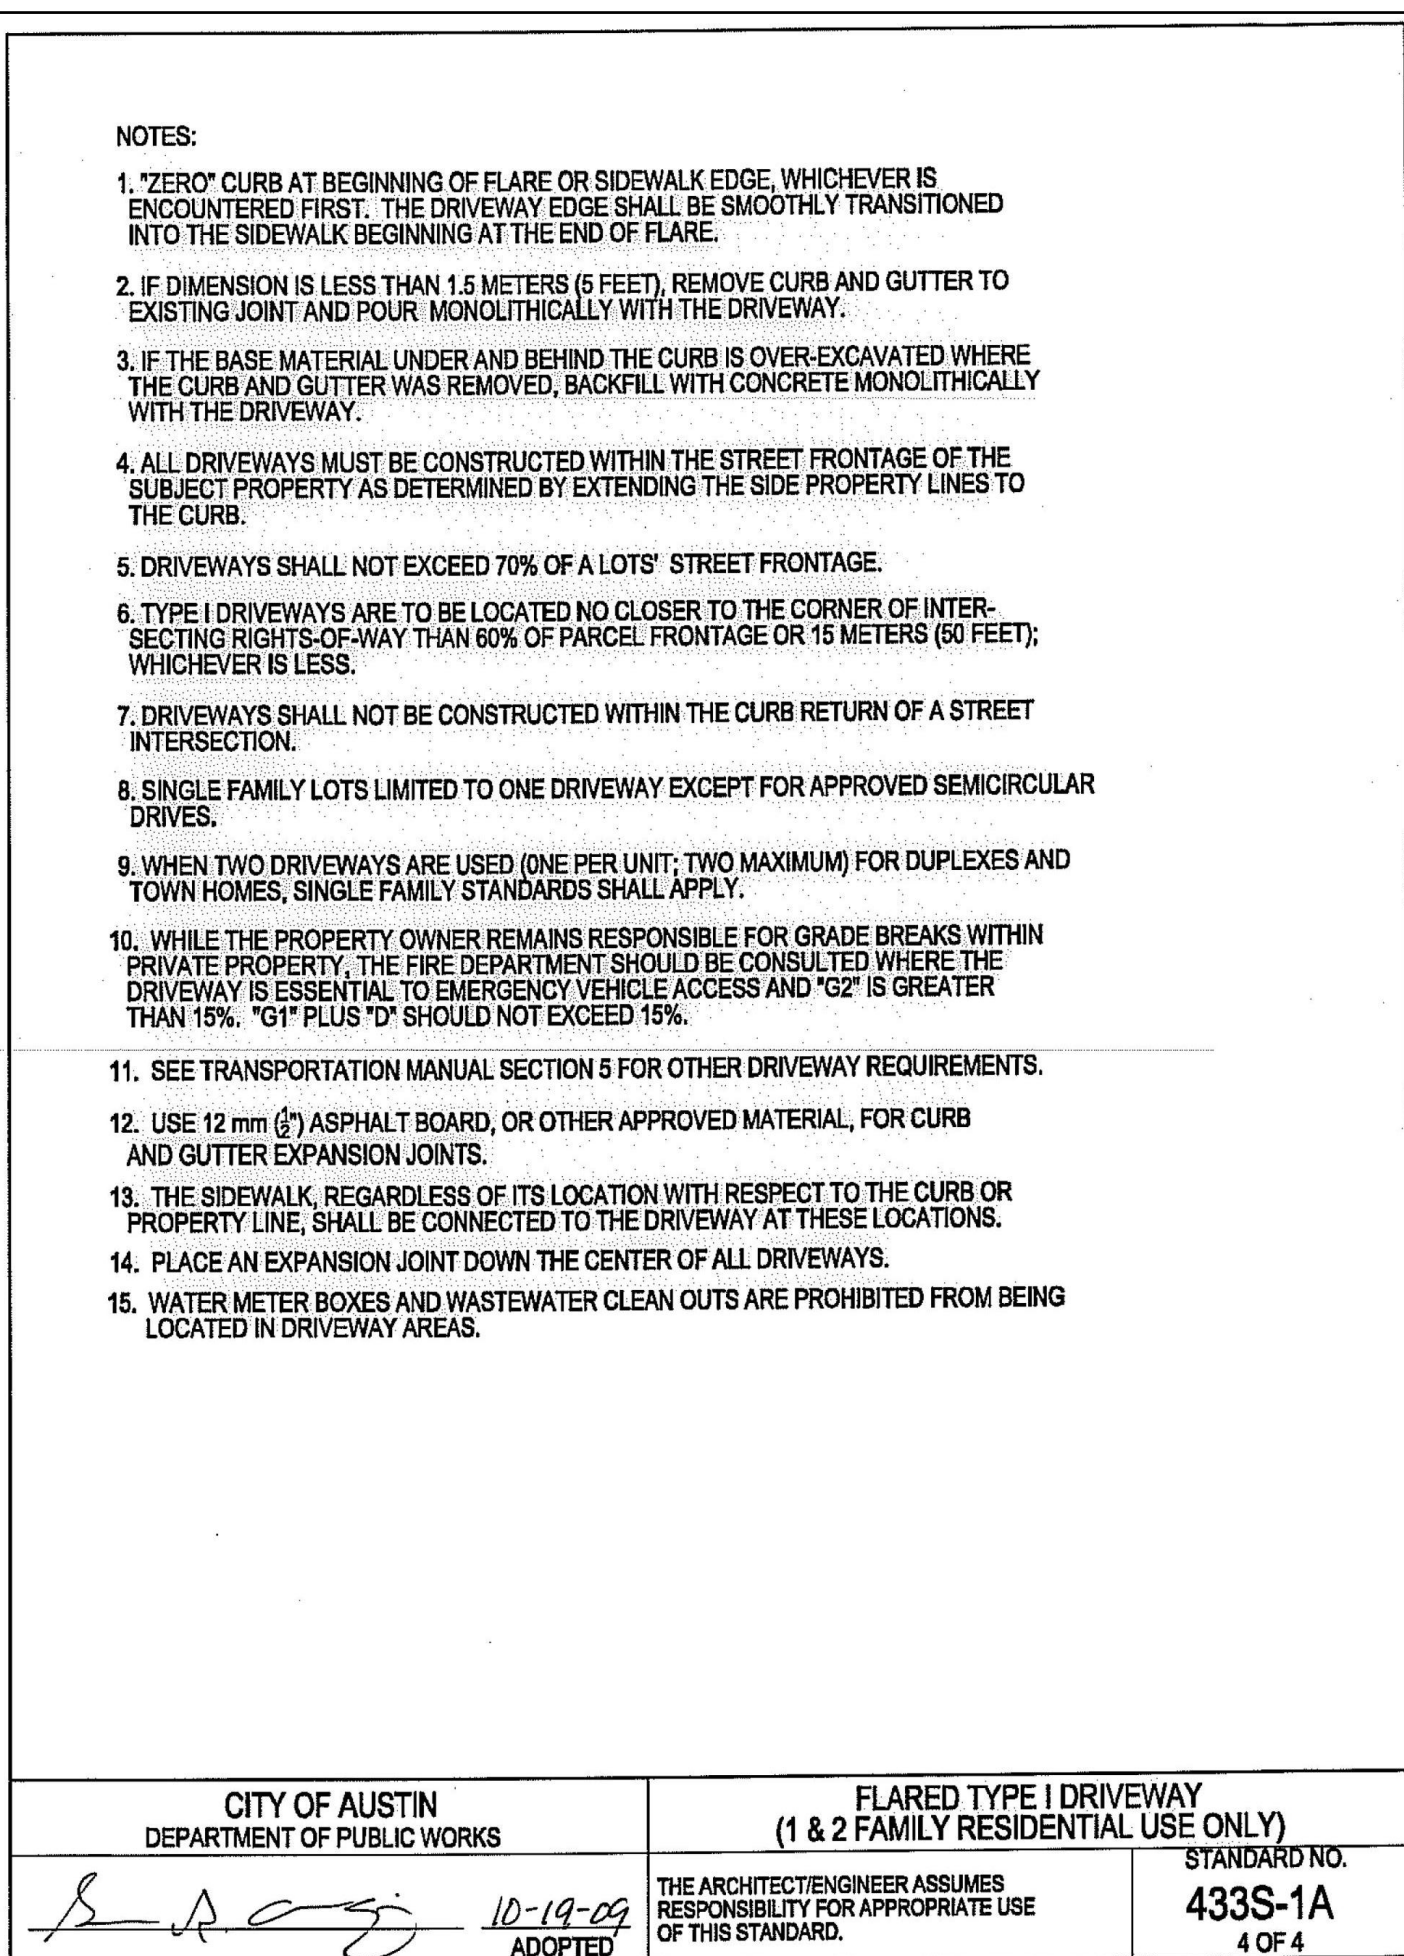 NOTES:
1. "ZERO" CURB AT BEGINNING OF FLARE OR SIDEWALK EDGE, WHICHEVER IS
ENCOUNTERED FIRST. THE DRIVEWAY EDGE SHALL BE SMOOTHLY TRANSITIONED
INTO THE SIDEWALK BEGINNING AT THE END OF FLARE.
2. IF DIMENSION IS LESS THAN 1.5 METERS (5 FEET), REMOVE CURB AND GUTTER TO
EXISTING JOINT AND POUR MONOLITHICALLY WITH THE DRIVEWAY.
3. IF THE BASE MATERIAL UNDER AND BEHIND THE CURB IS OVER-EXCAVATED WHERE
THE CURB AND GUTTER WAS REMOVED, BACKFILL WITH CONCRETE MONOLITHICALLY
WITH THE DRIVEWAY.
4. ALL DRIVEWAYS MUST BE CONSTRUCTED WITHIN THE STREET FRONTAGE OF THE
SUBJECT PROPERTY AS DETERMINED BY EXTENDING THE SIDE PROPERTY LINES TO
THE CURB.
5. DRIVEWAYS SHALL NOT EXCEED 70% OF A LOTS' STREET FRONTAGE.
6. TYPE I DRIVEWAYS ARE TO BE LOCATED NO CLOSER TO THE CORNER OF INTER-
SECTING RIGHTS-OF-WAY THAN 60% OF PARCEL FRONTAGE OR 15 METERS (50 FEET);
WHICHEVER IS LESS.
7. DRIVEWAYS SHALL NOT BE CONSTRUCTED WITHIN THE CURB RETURN OF A STREET
INTERSECTION.
8. SINGLE FAMILY LOTS LIMITED TO ONE DRIVEWAY EXCEPT FOR APPROVED SEMICIRCULAR
DRIVES.
9. WHEN TWO DRIVEWAYS ARE USED (ONE PER UNIT; TWO MAXIMUM) FOR DUPLEXES AND
TOWN HOMES, SINGLE FAMILY STANDARDS SHALL APPLY.
10. WHILE THE PROPERTY OWNER REMAINS RESPONSIBLE FOR GRADE BREAKS WITHIN
PRIVATE PROPERTY, THE FIRE DEPARTMENT SHOULD BE CONSULTED WHERE THE
DRIVEWAY IS ESSENTIAL TO EMERGENCY VEHICLE ACCESS AND "G2" IS GREATER
THAN 15%. "G1" PLUS "D" SHOULD NOT EXCEED 15%.
11. SEE TRANSPORTATION MANUAL SECTION 5 FOR OTHER DRIVEWAY REQUIREMENTS.
12. USE 12 mm (½") ASPHALT BOARD, OR OTHER APPROVED MATERIAL, FOR CURB
AND GUTTER EXPANSION JOINTS.
13. THE SIDEWALK, REGARDLESS OF ITS LOCATION WITH RESPECT TO THE CURB OR
PROPERTY LINE, SHALL BE CONNECTED TO THE DRIVEWAY AT THESE LOCATIONS.
14. PLACE AN EXPANSION JOINT DOWN THE CENTER OF ALL DRIVEWAYS.
15. WATER METER BOXES AND WASTEWATER CLEAN OUTS ARE PROHIBITED FROM BEING
LOCATED IN DRIVEWAY AREAS.
CITY OF AUSTIN
DEPARTMENT OF PUBLIC WORKS
FLARED TYPE I DRIVEWAY
(1 & 2 FAMILY RESIDENTIAL USE ONLY)
10-19-09
ADOPTED
THE ARCHITECT/ENGINEER ASSUMES
RESPONSIBILITY FOR APPROPRIATE USE
OF THIS STANDARD.
STANDARD NO.
433S-1A
4 OF 4